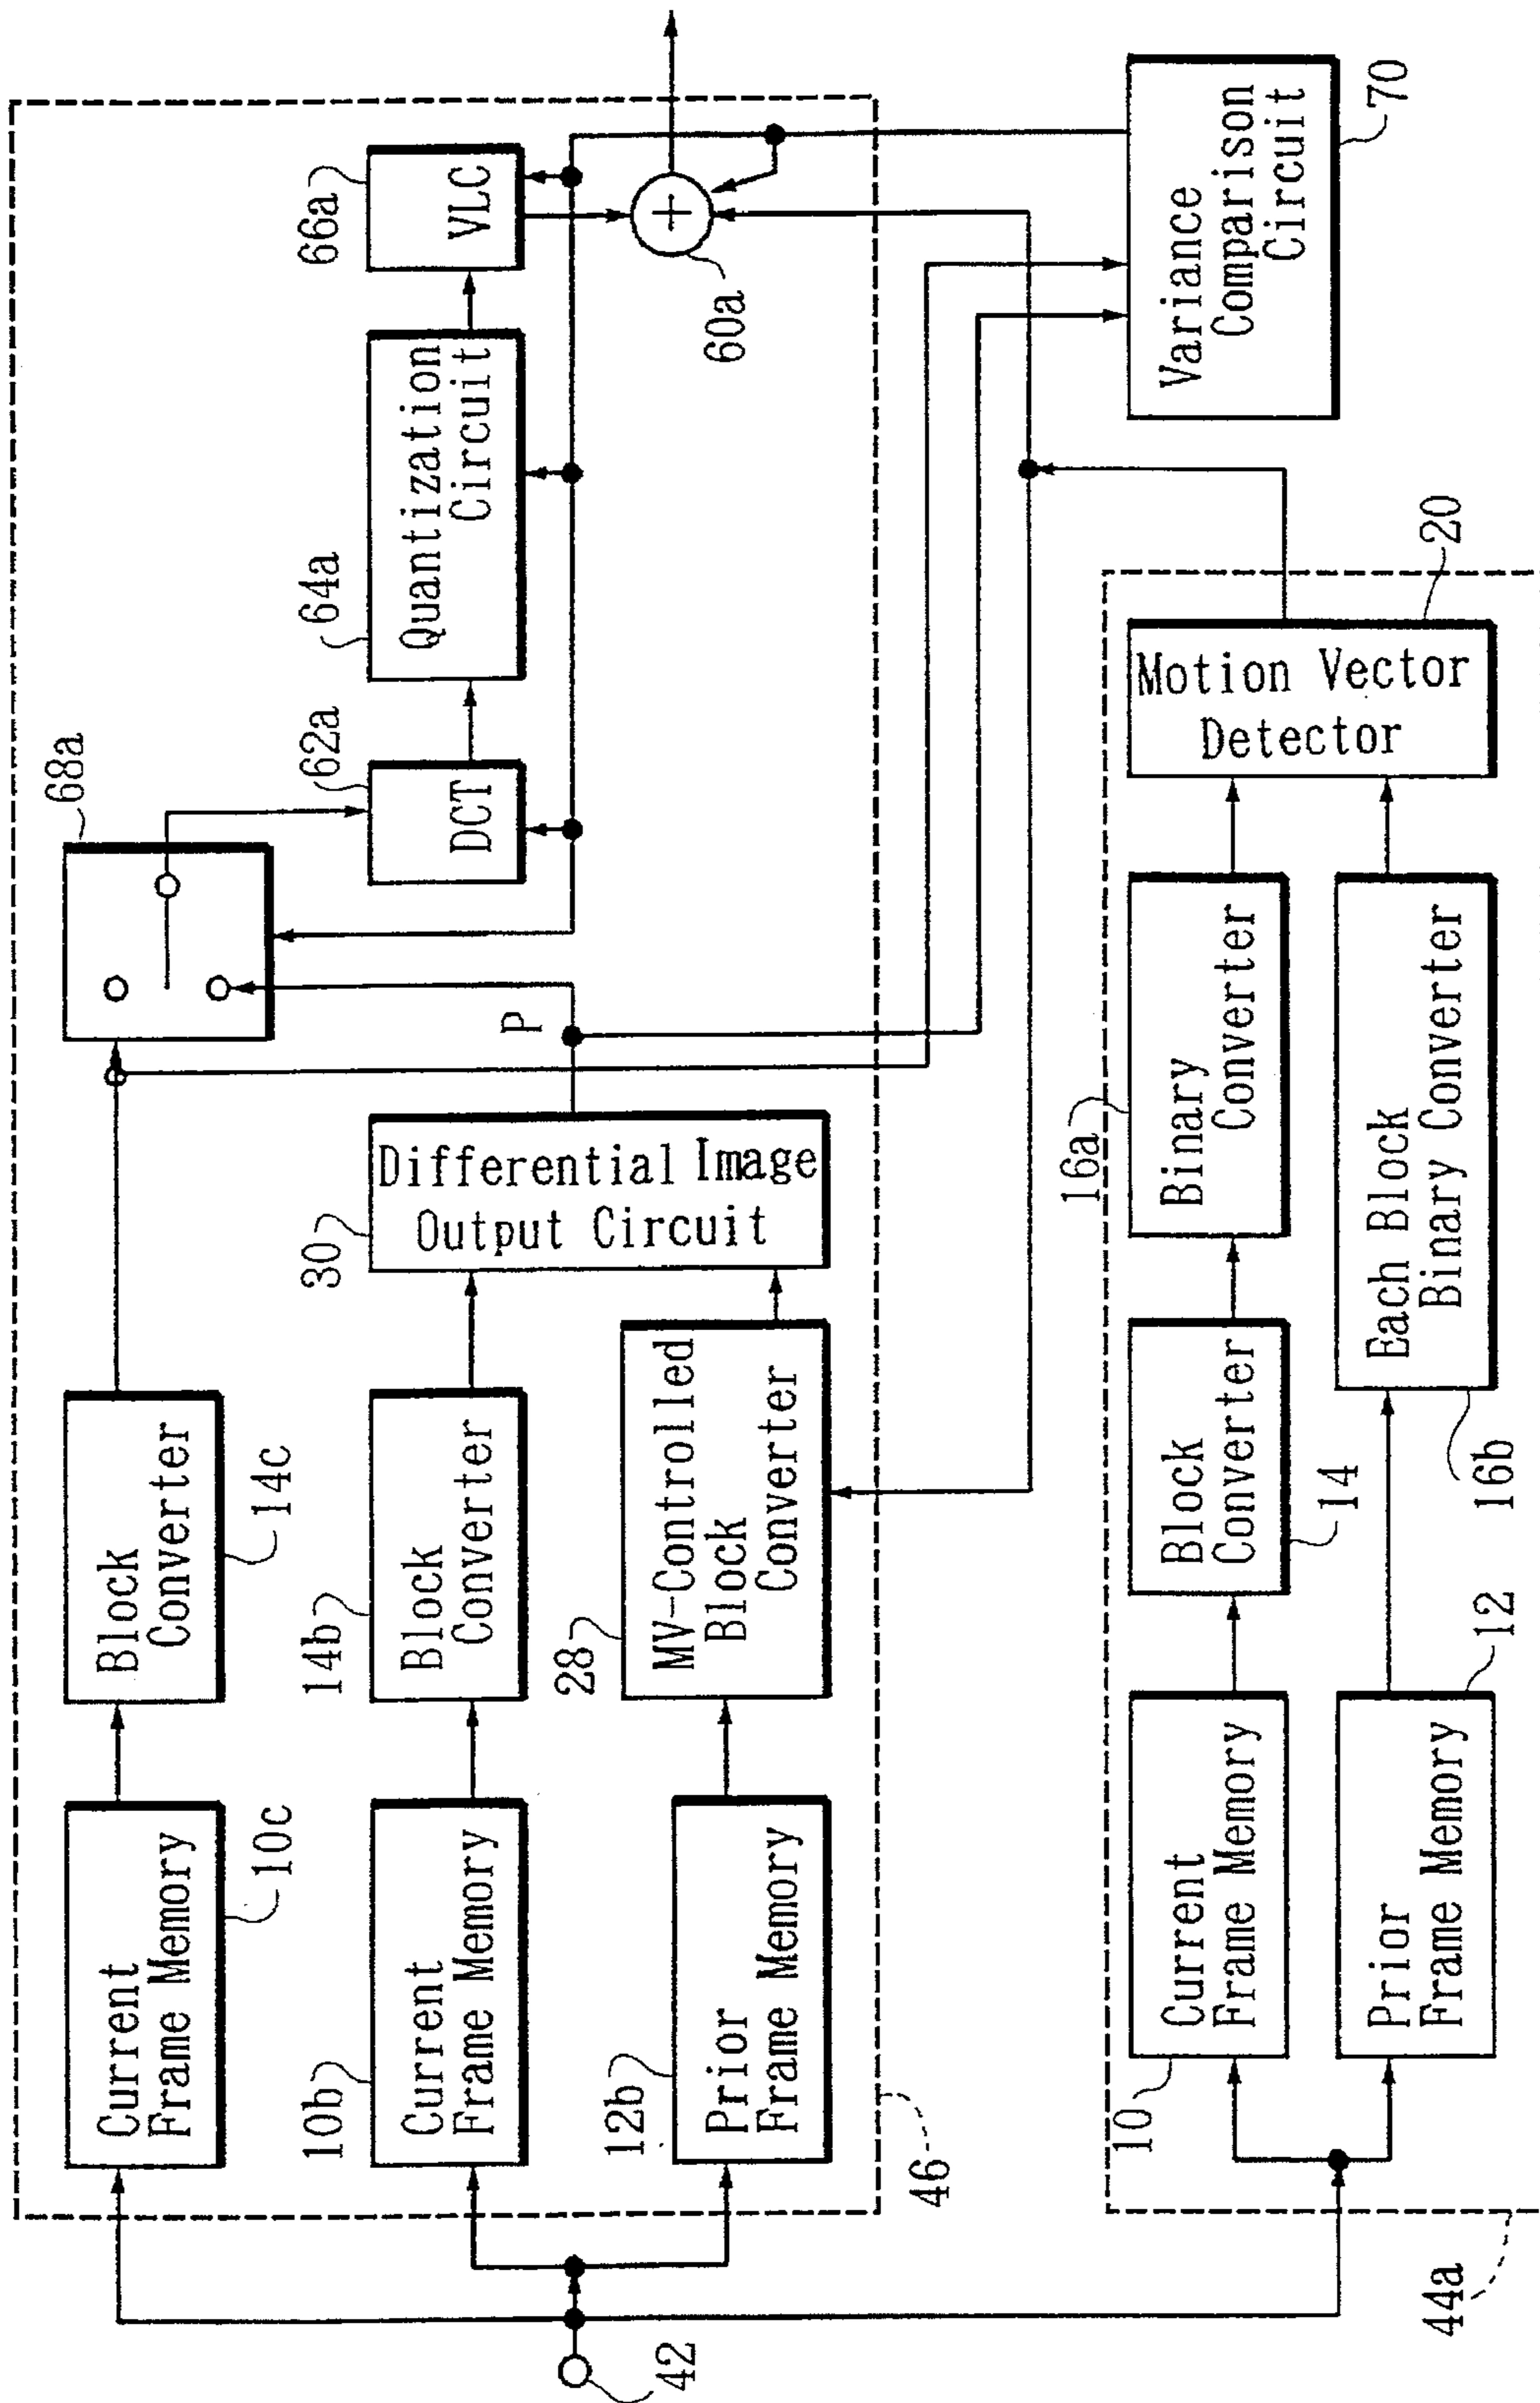 Current
Frame Memory
10c
Block
Converter
14c
68a
10b
Current
Frame Memory
14b
Block
Converter
30
Differential Image
Output Circuit
P
62a
DCT
64a
Quantization
Circuit
66a
VLC
+
60a
12b
Prior
Frame Memory
28
MV-Controlled
Block
Converter
42
46
Variance
Comparison
Circuit
70
10
Current
Frame Memory
Block
Converter
14
16a
Binary
Converter
Motion Vector
Detector
20
Prior
Frame Memory
12
Each Block
Binary Converter
16b
44a